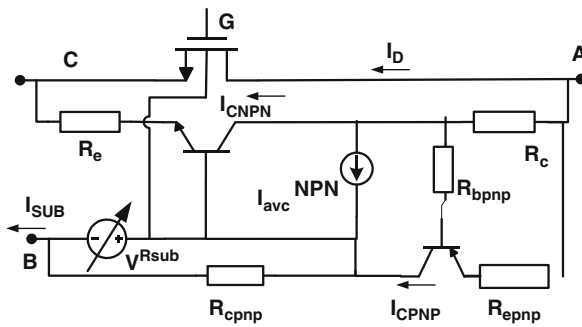 G
C
I_D
A
I_CNPN
R_e
NPN
R_c
I_avc
R_bpnp
I_SUB
B
V^Rsub
R_cpnp
I_CPNP
R_epnp